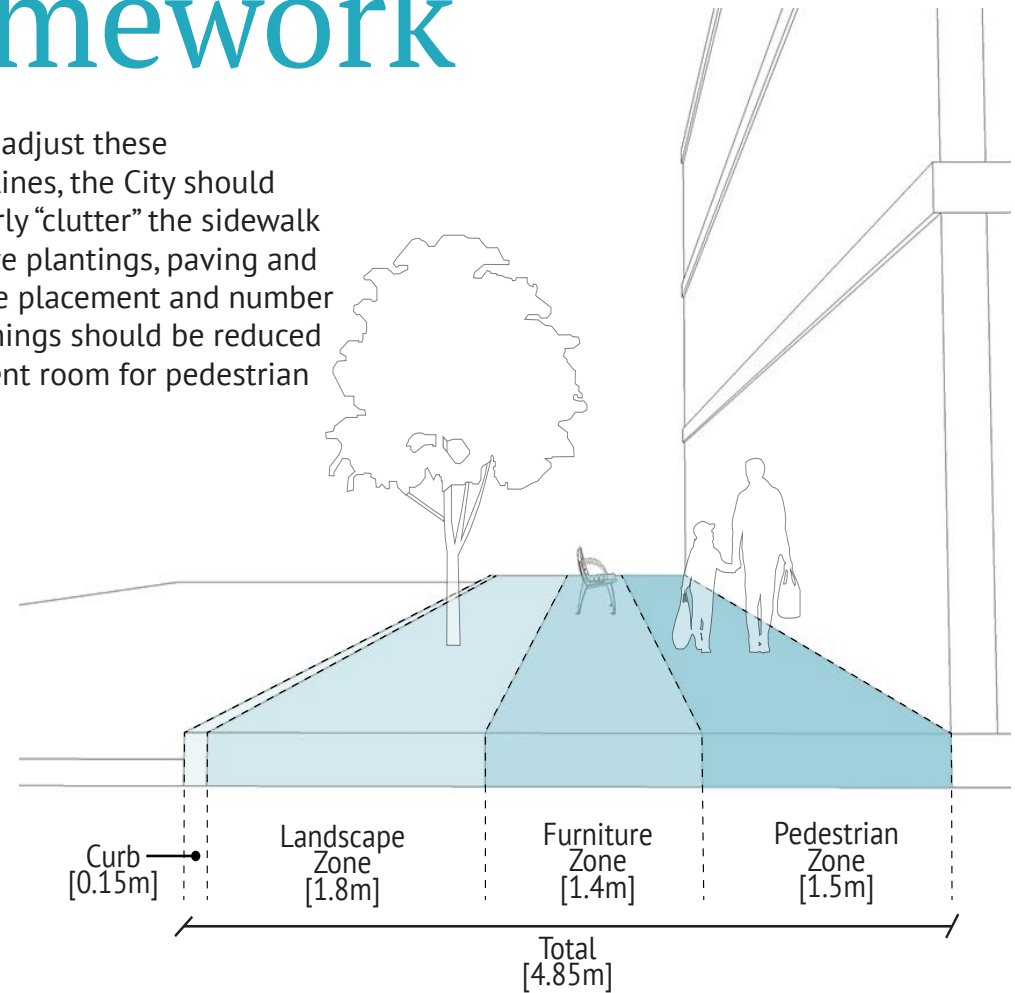 mework
adjust these
lines, the City should
rly “clutter” the sidewalk
e plantings, paving and
e placement and number
nings should be reduced
ent room for pedestrian
Curb
[0.15m]
Landscape
Zone
[1.8m]
Furniture
Zone
[1.4m]
Pedestrian
Zone
[1.5m]
Total
[4.85m]